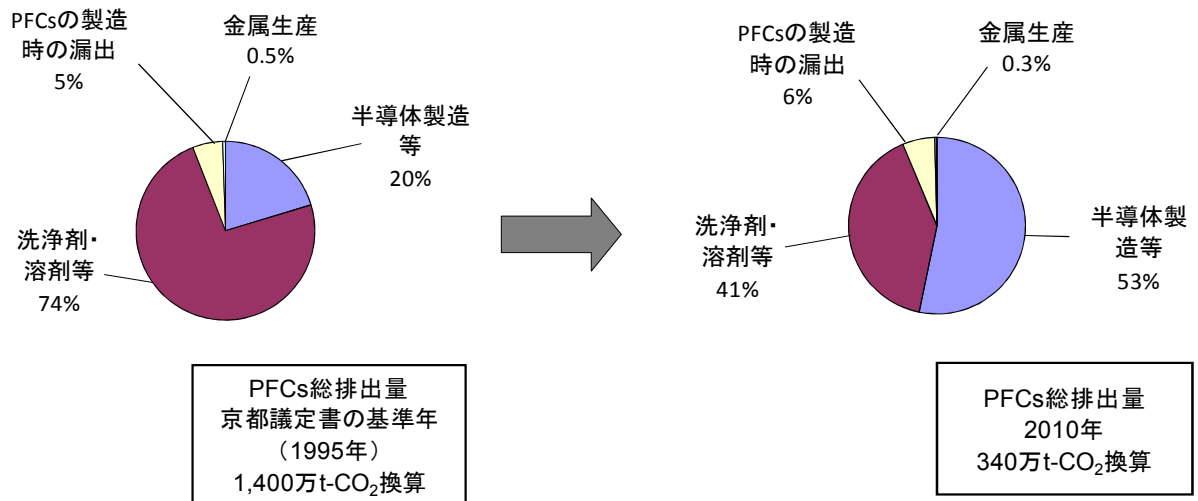 PFCsの製造
時の漏出
5%
金属生産
0.5%
半導体製造
等
20%
洗浄剤・
溶剤等
74%
PFCs総排出量
京都議定書の基準年
（1995年）
1,400万t-CO₂換算
PFCsの製造
時の漏出
6%
金属生産
0.3%
半導体製
造等
53%
洗浄剤・
溶剤等
41%
PFCs総排出量
2010年
340万t-CO₂換算